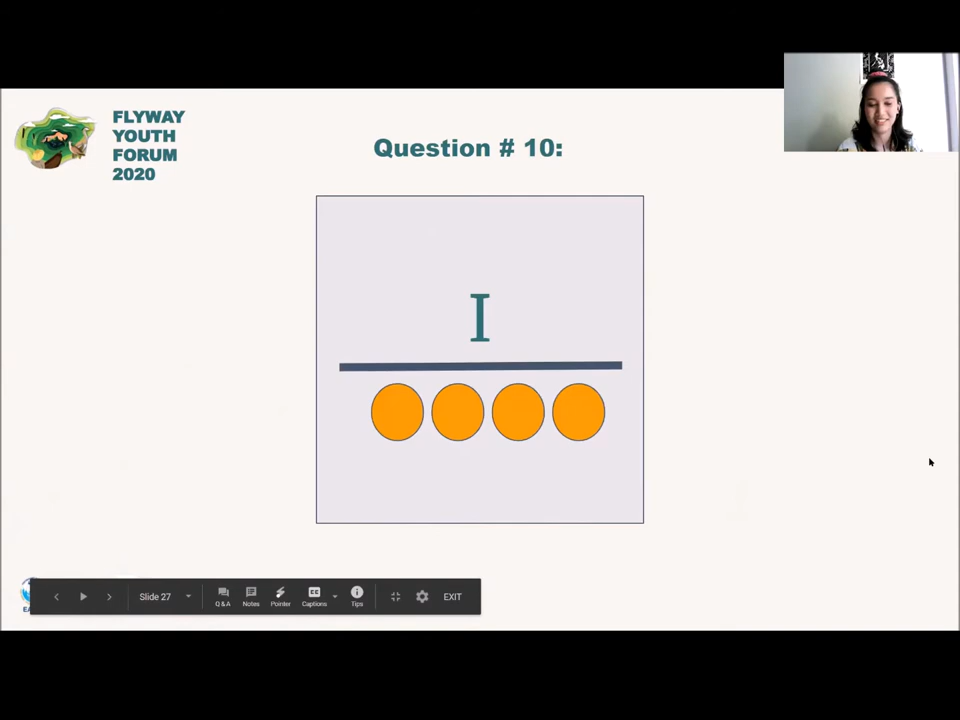 FLYWAY
YOUTH
FORUM
2020
Question # 10:
I
Slide 27
Q & A
Notes
Pointer
Captions
Tips
EXIT